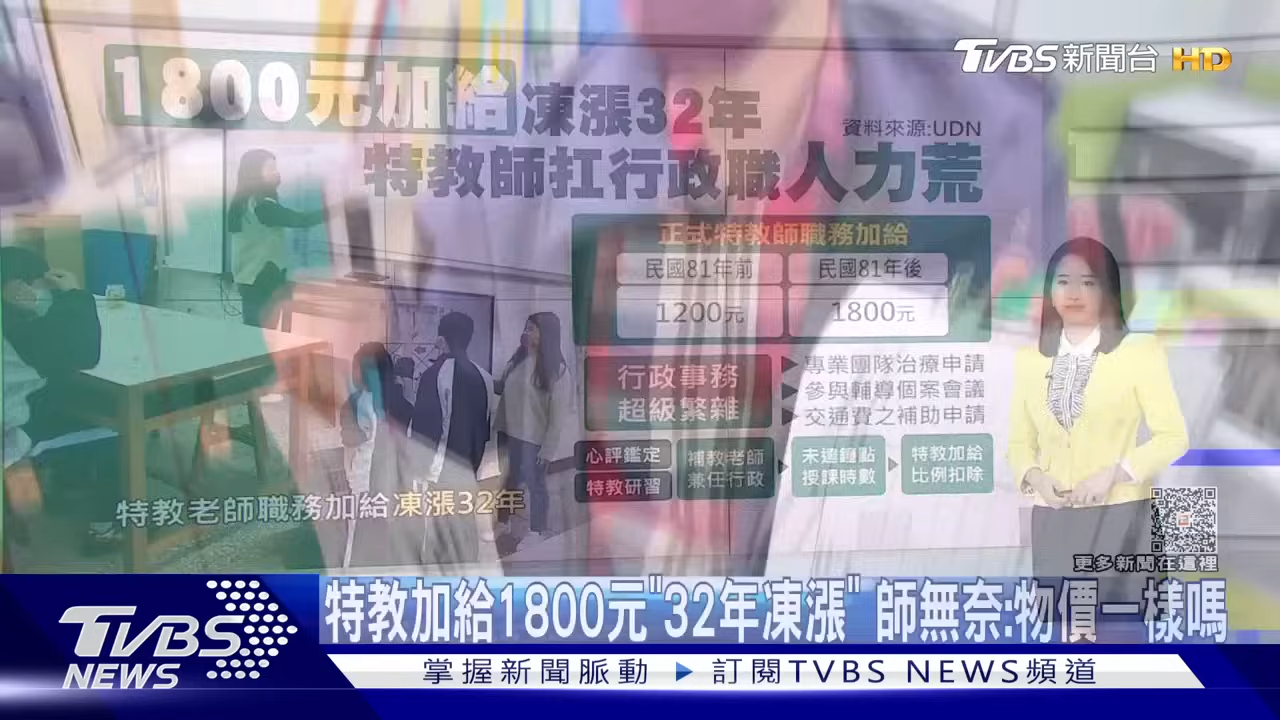 TVBS新聞台 HD
1800元加給凍漲32年
資料來源:UDN
特教師扛行政職人力荒
正式特教師職務加給
民國81年前 民國81年後
1200元 1800元
行政事務
超級繁雜
專業團隊治療申請
參與輔導個案會議
交通費之補助申請
心評鑑定
特教研習
補教老師
兼任行政
未達鐘點
授課時數
特教加給
比例扣除
特教老師職務加給凍漲32年
更多新聞在這裡
特教加給1800元"32年凍漲" 師無奈:物價一樣嗎
TVBS
NEWS
掌握新聞脈動 訂閱TVBS NEWS頻道